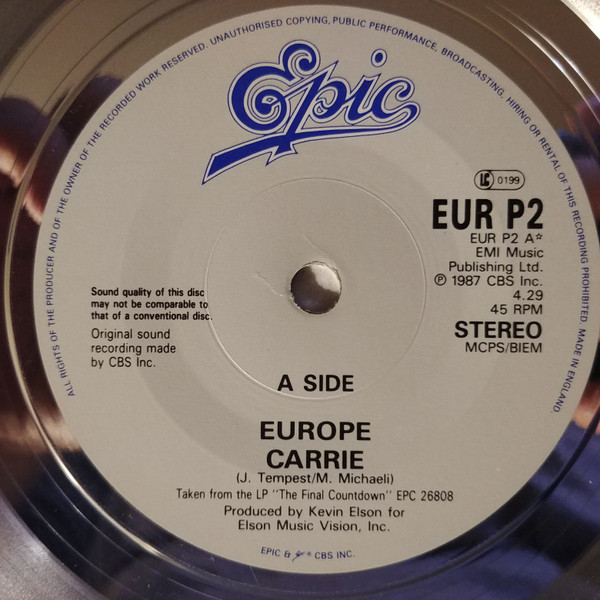 ALL RIGHTS OF THE PRODUCER AND OF THE OWNER OF THE RECORDED WORK RESERVED. UNAUTHORISED COPYING, PUBLIC PERFORMANCE, BROADCASTING, HIRING OR RENTAL OF THIS RECORDING PROHIBITED. MADE IN ENGLAND.
Epic
LC 0199
EUR P2
EUR P2 A☆
EMI Music
Publishing Ltd.
℗ 1987 CBS Inc.
4.29
45 RPM
STEREO
MCPS/BIEM
Sound quality of this disc
may not be comparable to
that of a conventional disc.
Original sound
recording made
by CBS Inc.
A SIDE
EUROPE
CARRIE
(J. Tempest/M. Michaeli)
Taken from the LP "The Final Countdown" EPC 26808
Produced by Kevin Elson for
Elson Music Vision, Inc.
EPIC & Epic ® CBS INC.